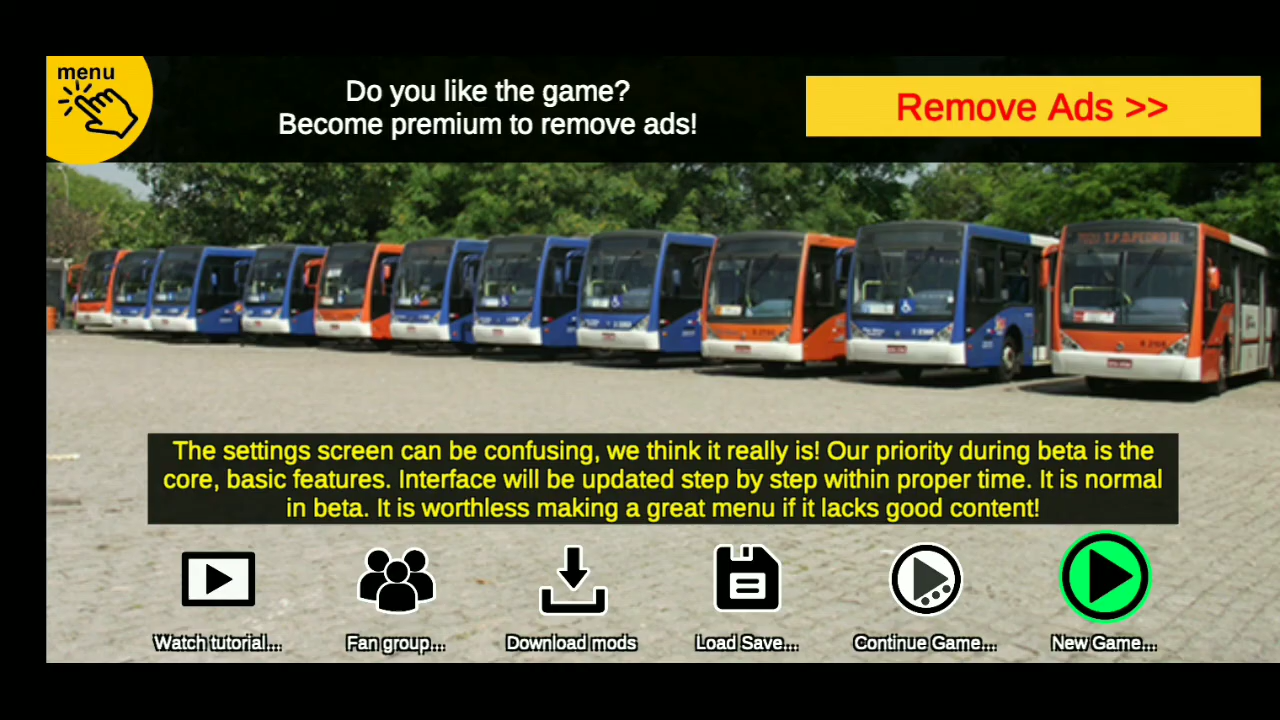 menu
Do you like the game?
Become premium to remove ads!
Remove Ads >>
The settings screen can be confusing, we think it really is! Our priority during beta is the
core, basic features. Interface will be updated step by step within proper time. It is normal
in beta. It is worthless making a great menu if it lacks good content!
Watch tutorial...
Fan group...
Download mods
Load Save...
Continue Game...
New Game...